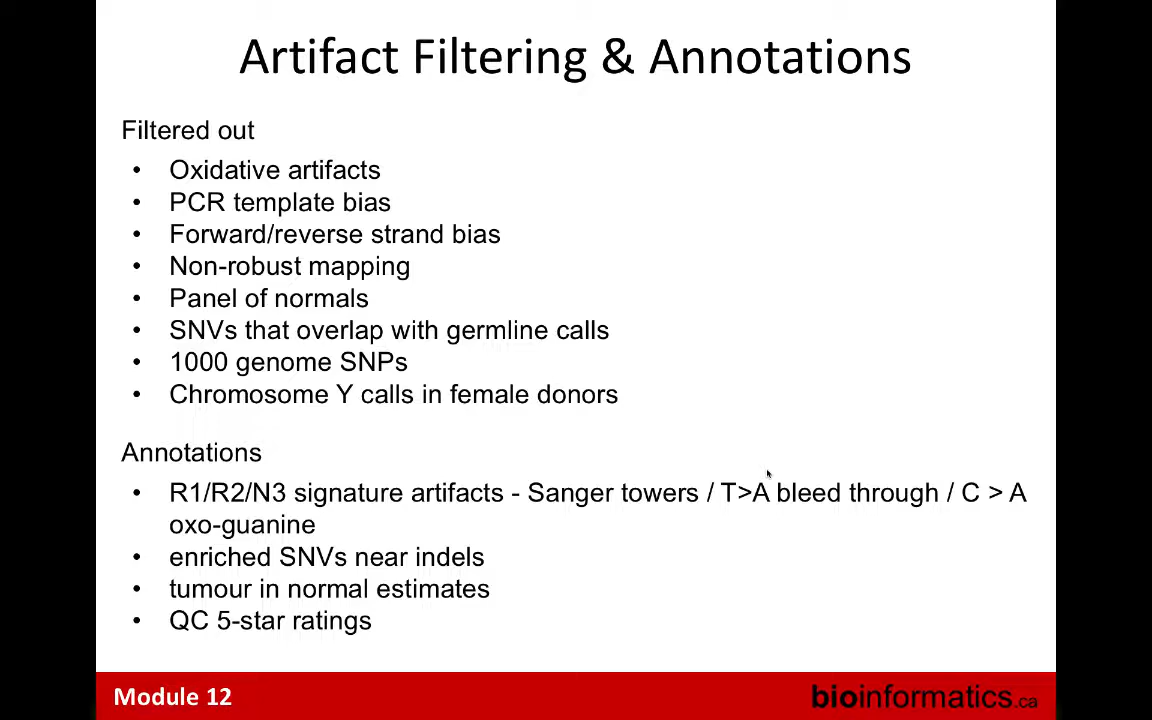 Artifact Filtering & Annotations
Filtered out
• Oxidative artifacts
• PCR template bias
• Forward/reverse strand bias
• Non-robust mapping
• Panel of normals
• SNVs that overlap with germline calls
• 1000 genome SNPs
• Chromosome Y calls in female donors
Annotations
• R1/R2/N3 signature artifacts - Sanger towers / T>A bleed through / C > A
oxo-guanine
• enriched SNVs near indels
• tumour in normal estimates
• QC 5-star ratings
Module 12
bioinformatics.ca